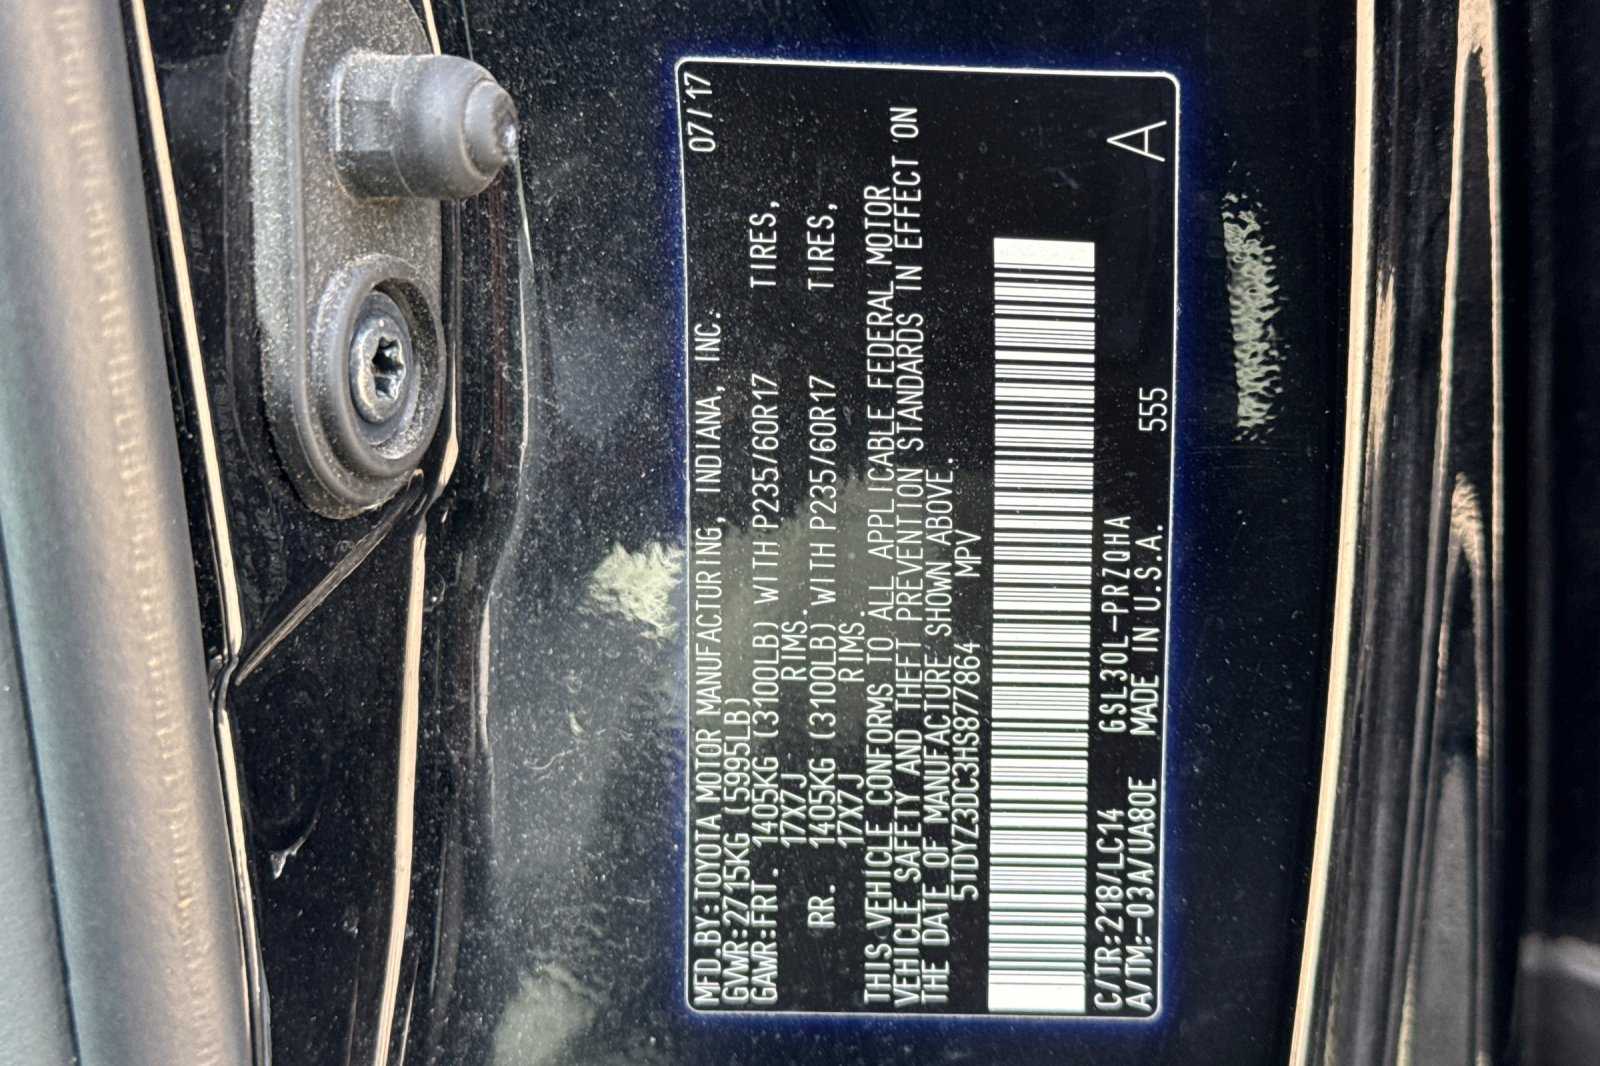 MFD.BY:TOYOTA MOTOR MANUFACTURING, INDIANA, INC. 07/17
GVWR:2715KG (5995LB)
GAWR:FRT. 1405KG (3100LB) WITH P235/60R17 TIRES,
17X7J RIMS.
RR. 1405KG (3100LB) WITH P235/60R17 TIRES,
17X7J RIMS.
THIS VEHICLE CONFORMS TO ALL APPLICABLE FEDERAL MOTOR
VEHICLE SAFETY AND THEFT PREVENTION STANDARDS IN EFFECT ON
THE DATE OF MANUFACTURE SHOWN ABOVE.
5TDYZ3DC3HS877864 MPV
C/TR:218/LC14 GSL30L-PRZQHA A
A/TM:-03A/UA80E MADE IN U.S.A. 555